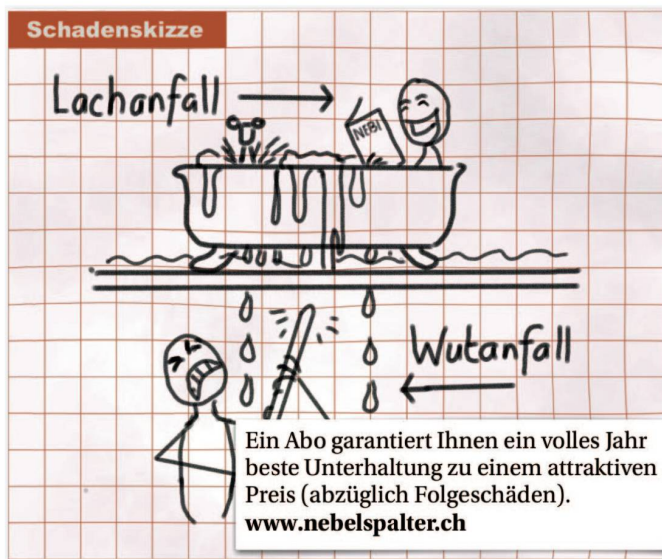 Schadenskizze
Lachanfall
NEBI
Wutanfall
Ein Abo garantiert Ihnen ein volles Jahr
beste Unterhaltung zu einem attraktiven
Preis (abzüglich Folgeschäden).
www.nebelspalter.ch